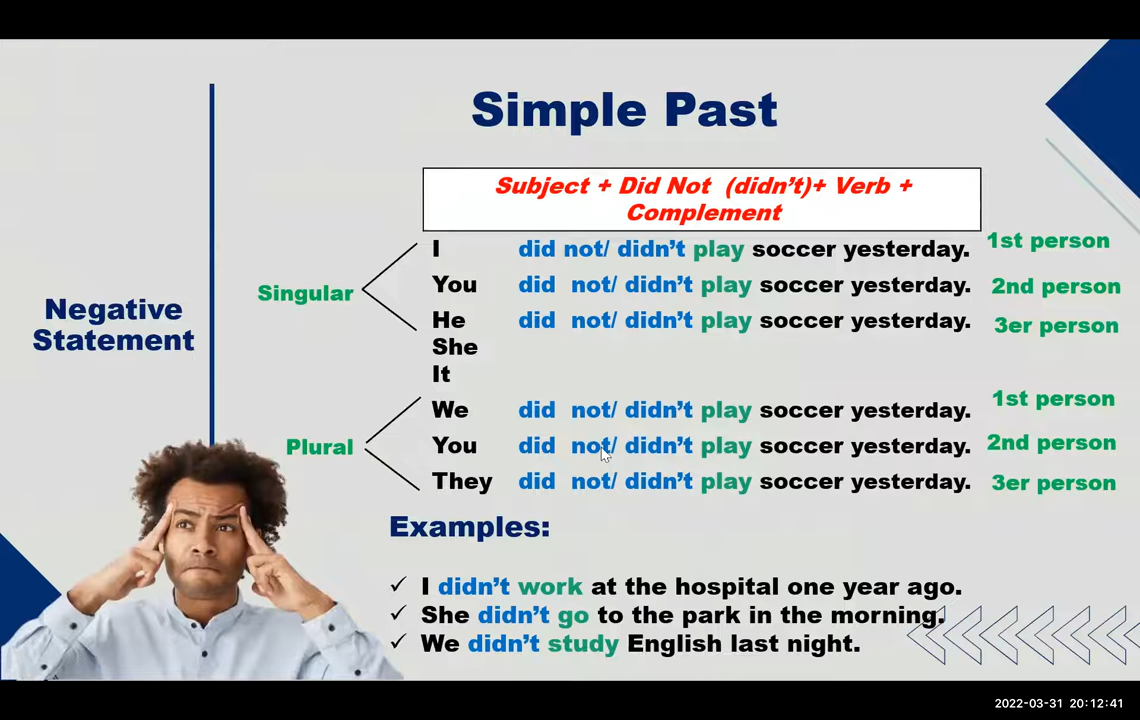 Simple Past
Subject + Did Not (didn't)+ Verb +
Complement
Negative
Statement
Singular
I did not/ didn't play soccer yesterday. 1st person
You did not/ didn't play soccer yesterday. 2nd person
He did not/ didn't play soccer yesterday. 3er person
She
It
Plural
We did not/ didn't play soccer yesterday. 1st person
You did not/ didn't play soccer yesterday. 2nd person
They did not/ didn't play soccer yesterday. 3er person
Examples:
✓ I didn't work at the hospital one year ago.
✓ She didn't go to the park in the morning.
✓ We didn't study English last night.
2022-03-31 20:12:41